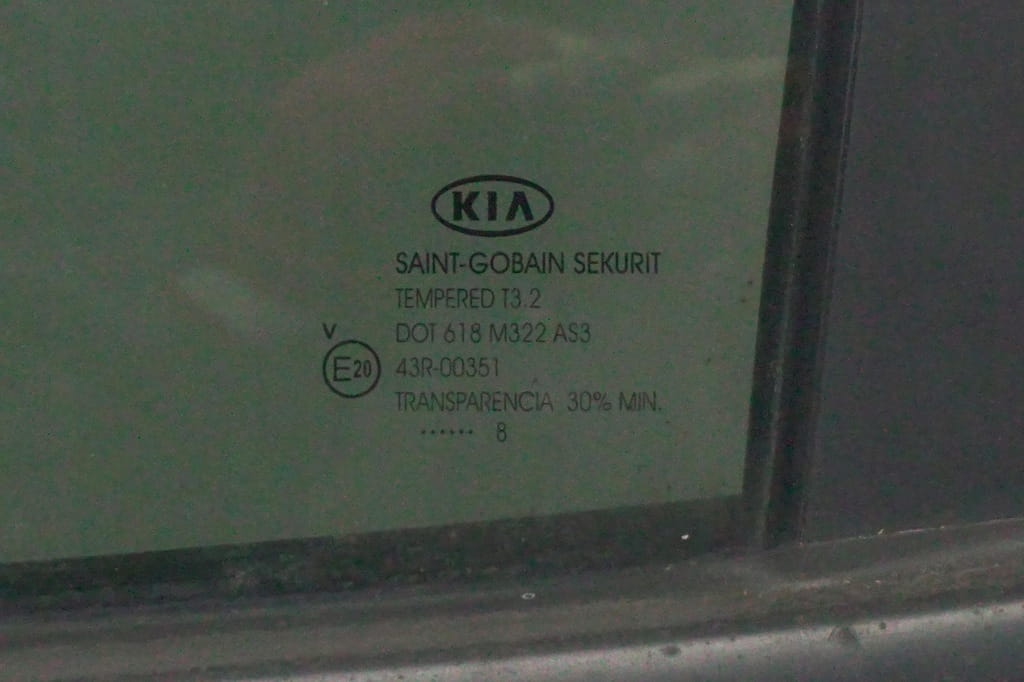 KIA
SAINT-GOBAIN SEKURIT
TEMPERED T3.2
V
DOT 618 M322 AS3
E20
43R-00351
TRANSPARENCIA 30% MIN.
...... 8